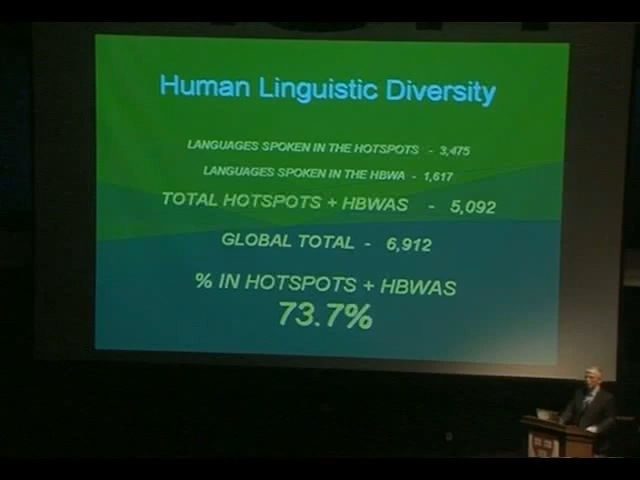 Human Linguistic Diversity
LANGUAGES SPOKEN IN THE HOTSPOTS - 3,475
LANGUAGES SPOKEN IN THE HBWA - 1,617
TOTAL HOTSPOTS + HBWAS - 5,092
GLOBAL TOTAL - 6,912
% IN HOTSPOTS + HBWAS
73.7%